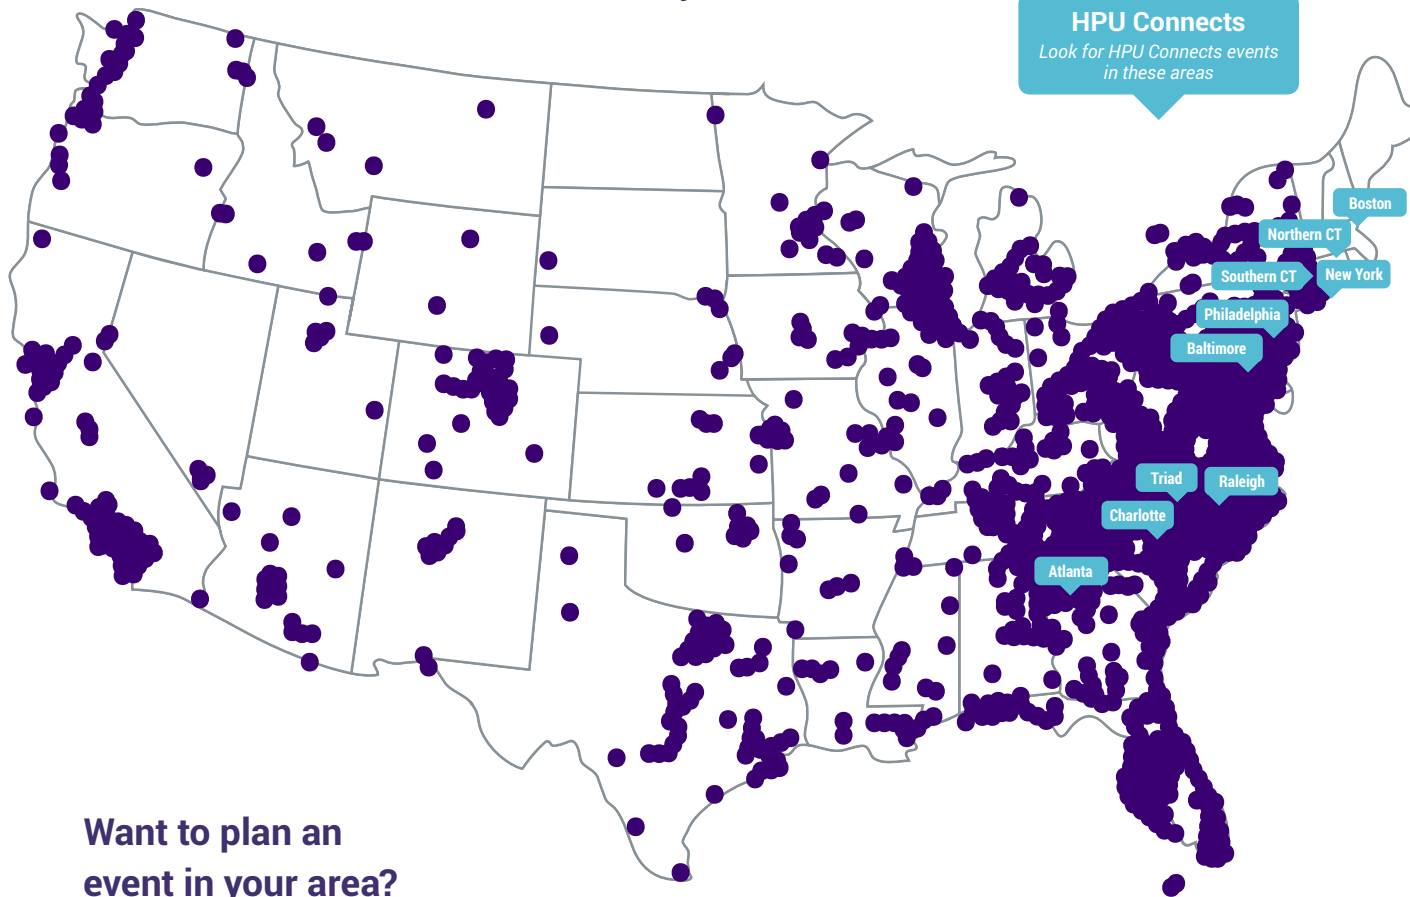 HPU Connects
Look for HPU Connects events
in these areas
Boston
Northern CT
Southern CT
New York
Philadelphia
Baltimore
Triad
Raleigh
Charlotte
Atlanta
Want to plan an
event in your area?